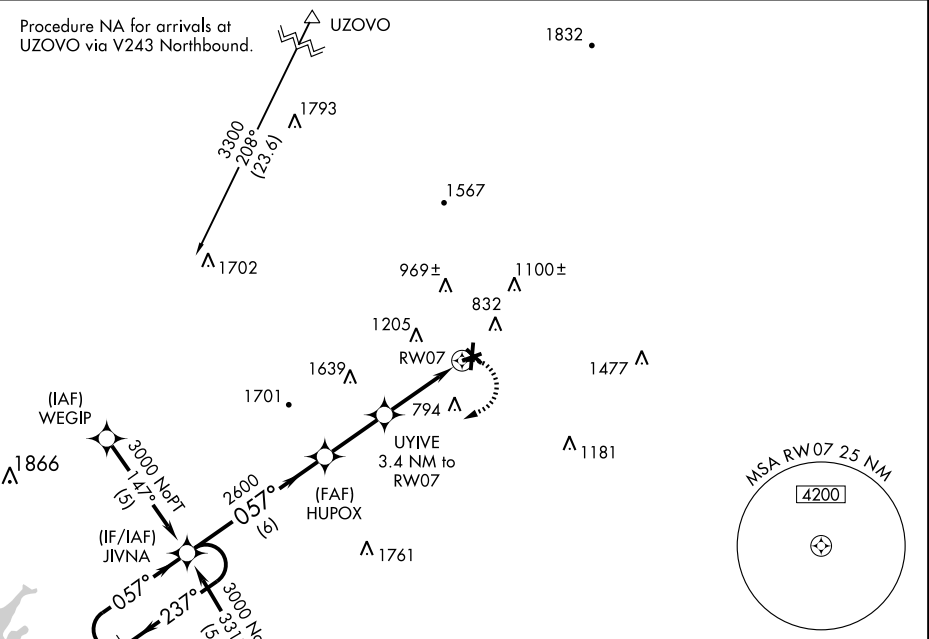 Procedure NA for arrivals at
UZOVO via V243 Northbound.
UZOVO
1832
1793
3300
208°
(23.6)
1567
1702
969±
1100±
832
1205
RW07
1477
1639
1701
794
(IAF)
WEGIP
UYIVE
3.4 NM to
RW07
1181
1866
3000 NoPT
147°
(5)
2600
057°
(6)
(FAF)
HUPOX
MSA RW07 25 NM
4200
(IF/IAF)
JIVNA
1761
057°
237°
3000
331
(5